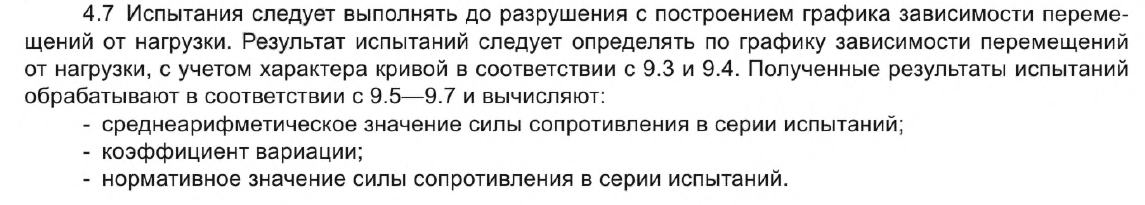 4.7 Испытания следует выполнять до разрушения с построением графика зависимости переме-
щений от нагрузки. Результат испытаний следует определять по графику зависимости перемещений
от нагрузки, с учетом характера кривой в соответствии с 9.3 и 9.4. Полученные результаты испытаний
обрабатывают в соответствии с 9.5—9.7 и вычисляют:
- среднеарифметическое значение силы сопротивления в серии испытаний;
- коэффициент вариации;
- нормативное значение силы сопротивления в серии испытаний.